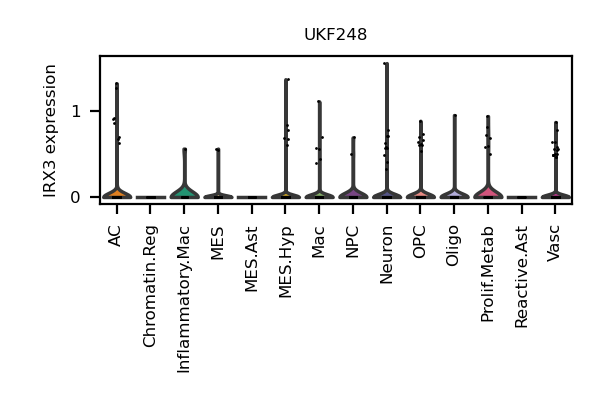 UKF248
IRX3 expression
1
0
AC
Chromatin.Reg
Inflammatory.Mac
MES
MES.Ast
MES.Hyp
Mac
NPC
Neuron
OPC
Oligo
Prolif.Metab
Reactive.Ast
Vasc